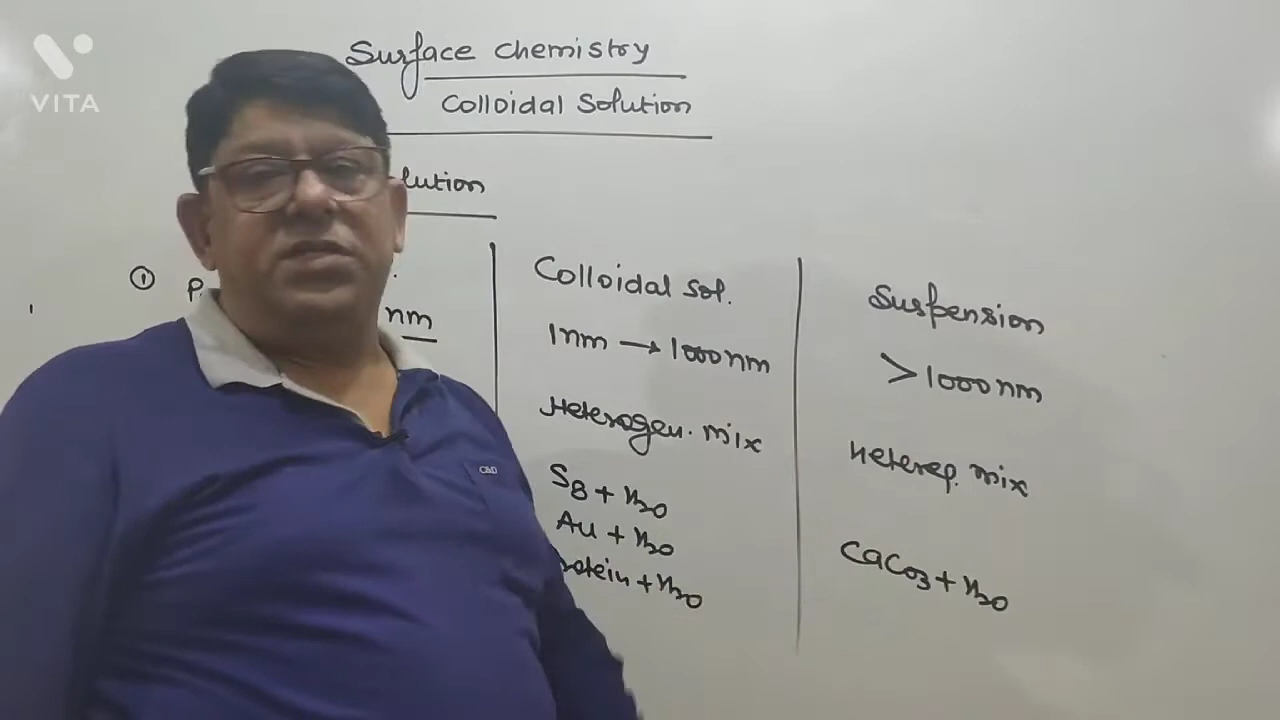 VITA
Surface Chemistry
Colloidal Solution
lution
① P
nm
Colloidal Sol.
1nm → 1000nm
Heterogen. mix
S8 + H2O
Au + H2O
otein + H2O
Suspension
> 1000nm
Heterog. mix
CaCO3 + H2O